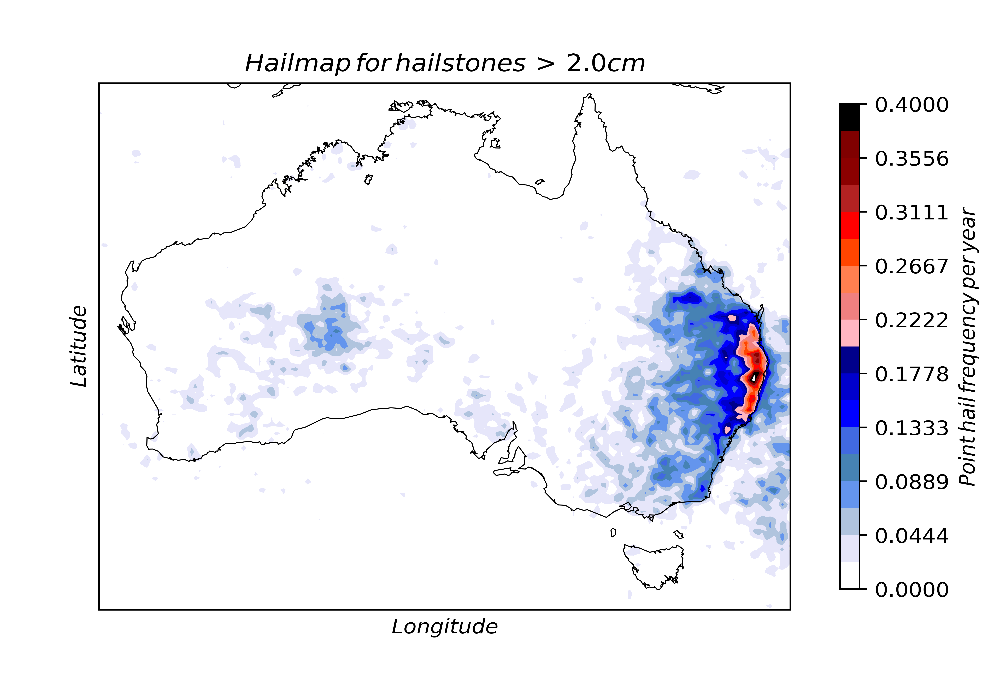 Hailmap for hailstones > 2.0cm
0.4000
0.3556
0.3111
0.2667
0.2222
0.1778
0.1333
0.0889
0.0444
0.0000
Point hail frequency per year
Latitude
Longitude